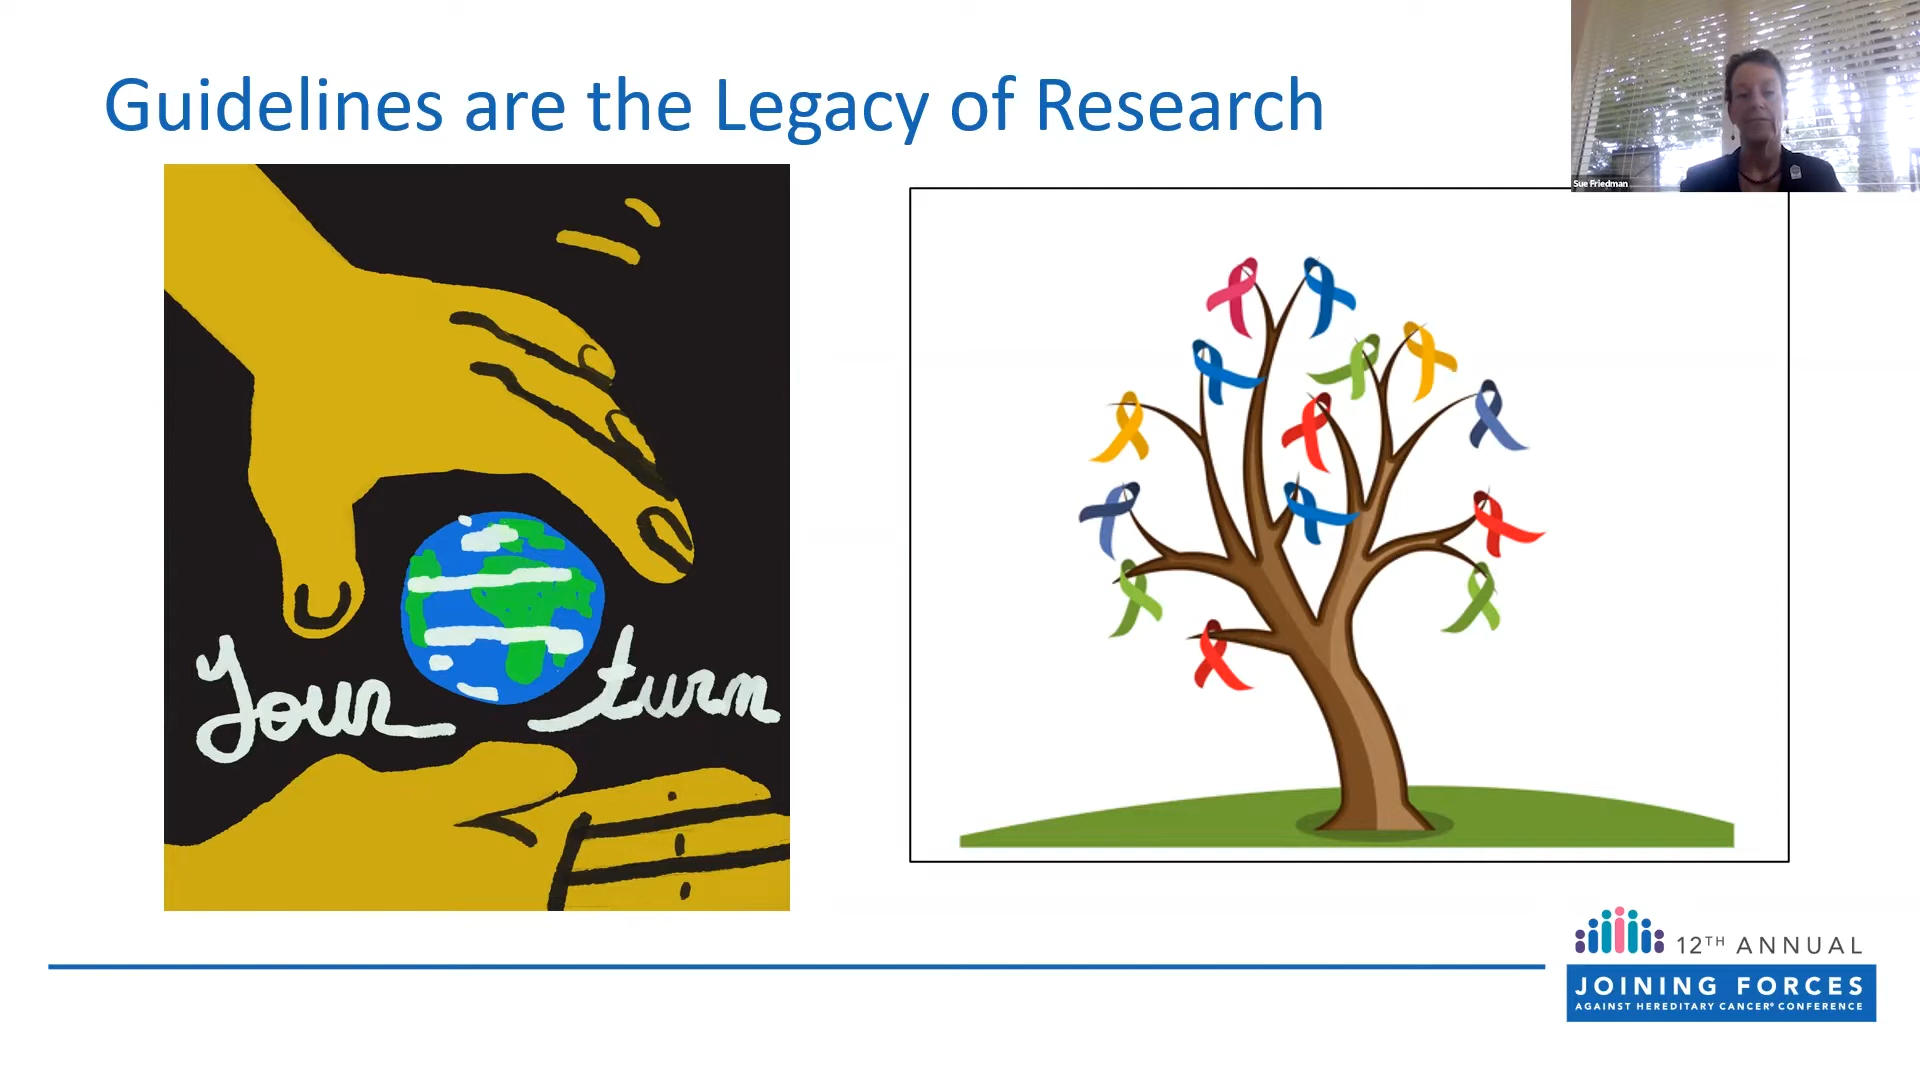 Guidelines are the Legacy of Research
Sue Friedman
Your turn
12TH ANNUAL
JOINING FORCES
AGAINST HEREDITARY CANCER® CONFERENCE